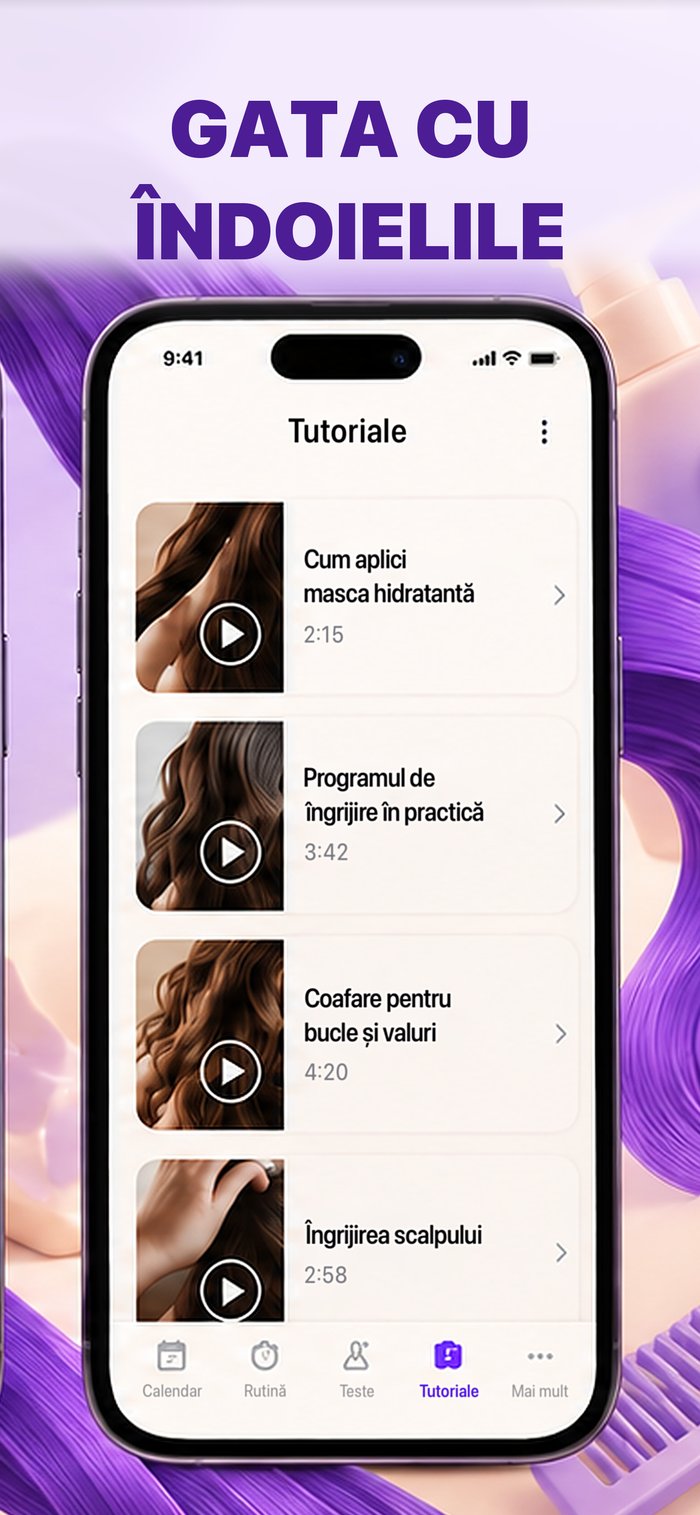 GATA CU
ÎNDOIELILE
9:41
Tutoriale
Cum aplici
masca hidratantă
2:15
Programul de
îngrijire în practică
3:42
Coafare pentru
bucle și valuri
4:20
Îngrijirea scalpului
2:58
Calendar
Rutină
Teste
Tutoriale
Mai mult